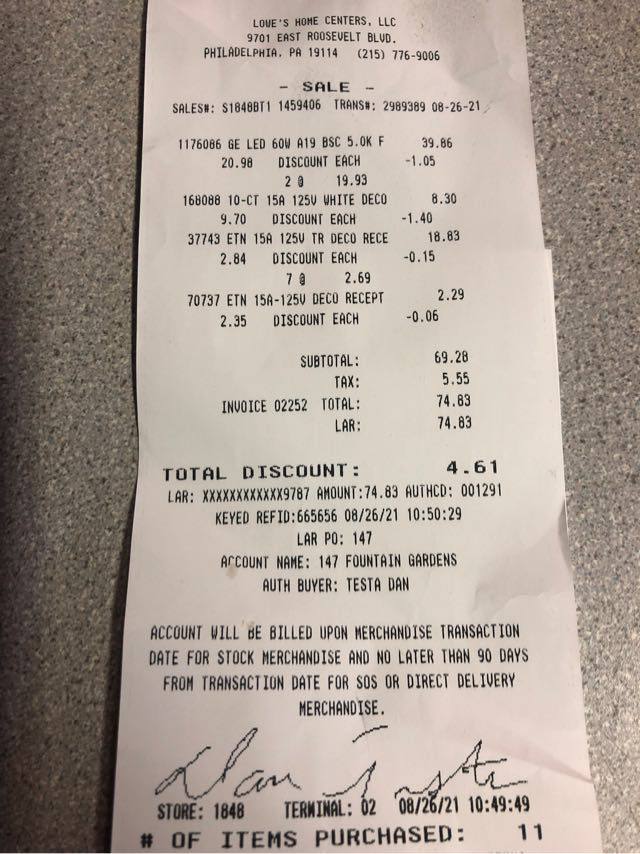 LOWE'S HOME CENTERS, LLC
9701 EAST ROOSEVELT BLVD.
PHILADELPHIA, PA 19114 (215) 776-9006
- SALE -
SALES#: S1848BT1 1459406 TRANS#: 2989389 08-26-21
1176086 GE LED 60W A19 BSC 5.0K F 39.86
20.98 DISCOUNT EACH -1.05
2 @ 19.93
168088 10-CT 15A 125V WHITE DECO 8.30
9.70 DISCOUNT EACH -1.40
37743 ETN 15A 125V TR DECO RECE 18.83
2.84 DISCOUNT EACH -0.15
7 @ 2.69
70737 ETN 15A-125V DECO RECEPT 2.29
2.35 DISCOUNT EACH -0.06
SUBTOTAL: 69.28
TAX: 5.55
INVOICE 02252 TOTAL: 74.83
LAR: 74.83
TOTAL DISCOUNT: 4.61
LAR: XXXXXXXXXXXX9787 AMOUNT:74.83 AUTHCD: 001291
KEYED REFID:665656 08/26/21 10:50:29
LAR PO: 147
ACCOUNT NAME: 147 FOUNTAIN GARDENS
AUTH BUYER: TESTA DAN
ACCOUNT WILL BE BILLED UPON MERCHANDISE TRANSACTION
DATE FOR STOCK MERCHANDISE AND NO LATER THAN 90 DAYS
FROM TRANSACTION DATE FOR SOS OR DIRECT DELIVERY
MERCHANDISE.
Dan Testa
STORE: 1848 TERMINAL: 02 08/26/21 10:49:49
# OF ITEMS PURCHASED: 11